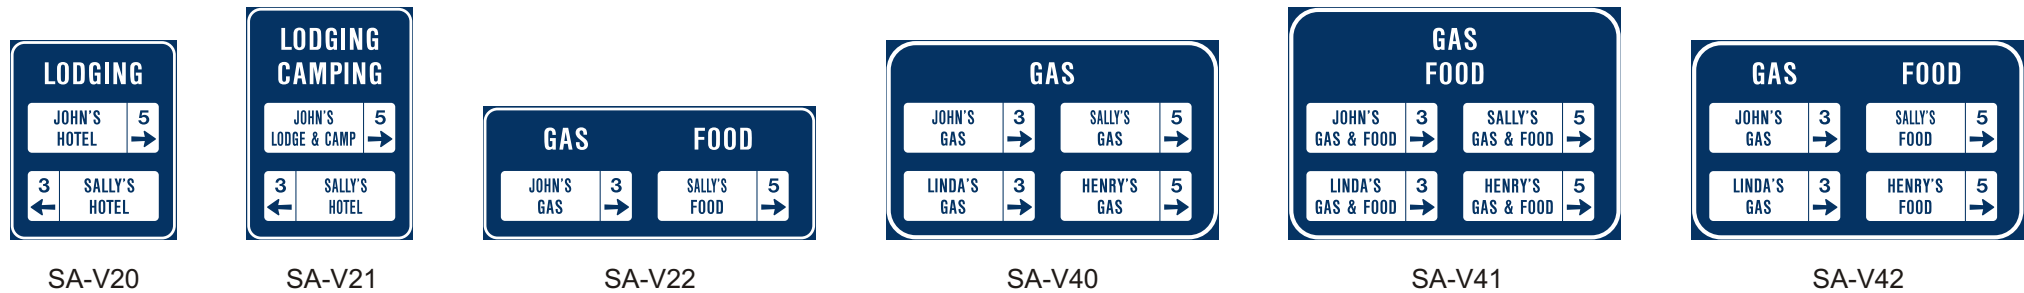 LODGING
JOHN'S 5
HOTEL
3 SALLY'S
HOTEL
SA-V20
LODGING
CAMPING
JOHN'S 5
LODGE & CAMP
3 SALLY'S
HOTEL
SA-V21
GAS FOOD
JOHN'S 3 SALLY'S 5
GAS FOOD
SA-V22
GAS
JOHN'S 3 SALLY'S 5
GAS GAS
LINDA'S 3 HENRY'S 5
GAS GAS
SA-V40
GAS
FOOD
JOHN'S 3 SALLY'S 5
GAS & FOOD GAS & FOOD
LINDA'S 3 HENRY'S 5
GAS & FOOD GAS & FOOD
SA-V41
GAS FOOD
JOHN'S 3 SALLY'S 5
GAS FOOD
LINDA'S 3 HENRY'S 5
GAS FOOD
SA-V42